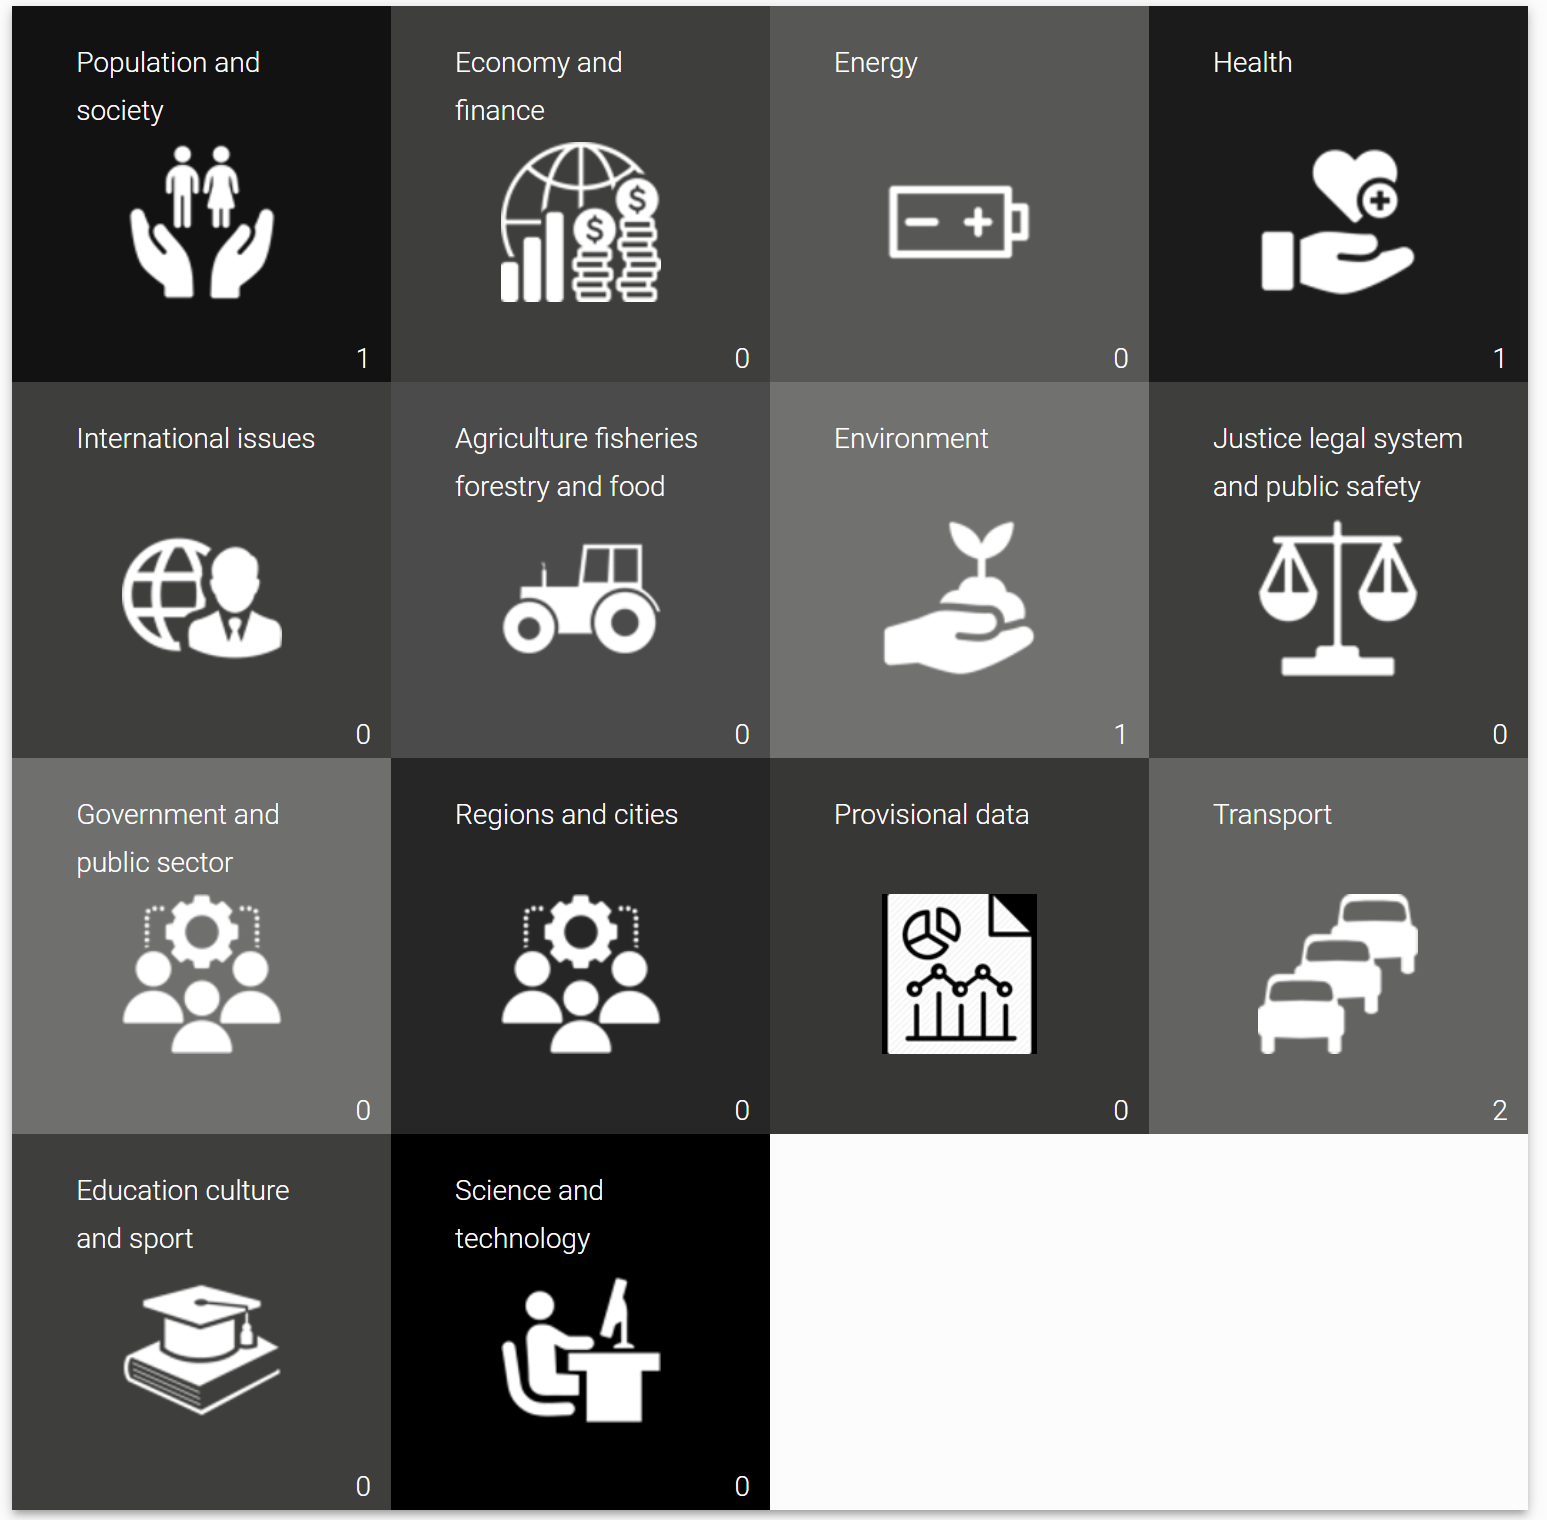 Population and
society
1
Economy and
finance
0
Energy
0
Health
1
International issues
0
Agriculture fisheries
forestry and food
0
Environment
1
Justice legal system
and public safety
0
Government and
public sector
0
Regions and cities
0
Provisional data
0
Transport
2
Education culture
and sport
0
Science and
technology
0